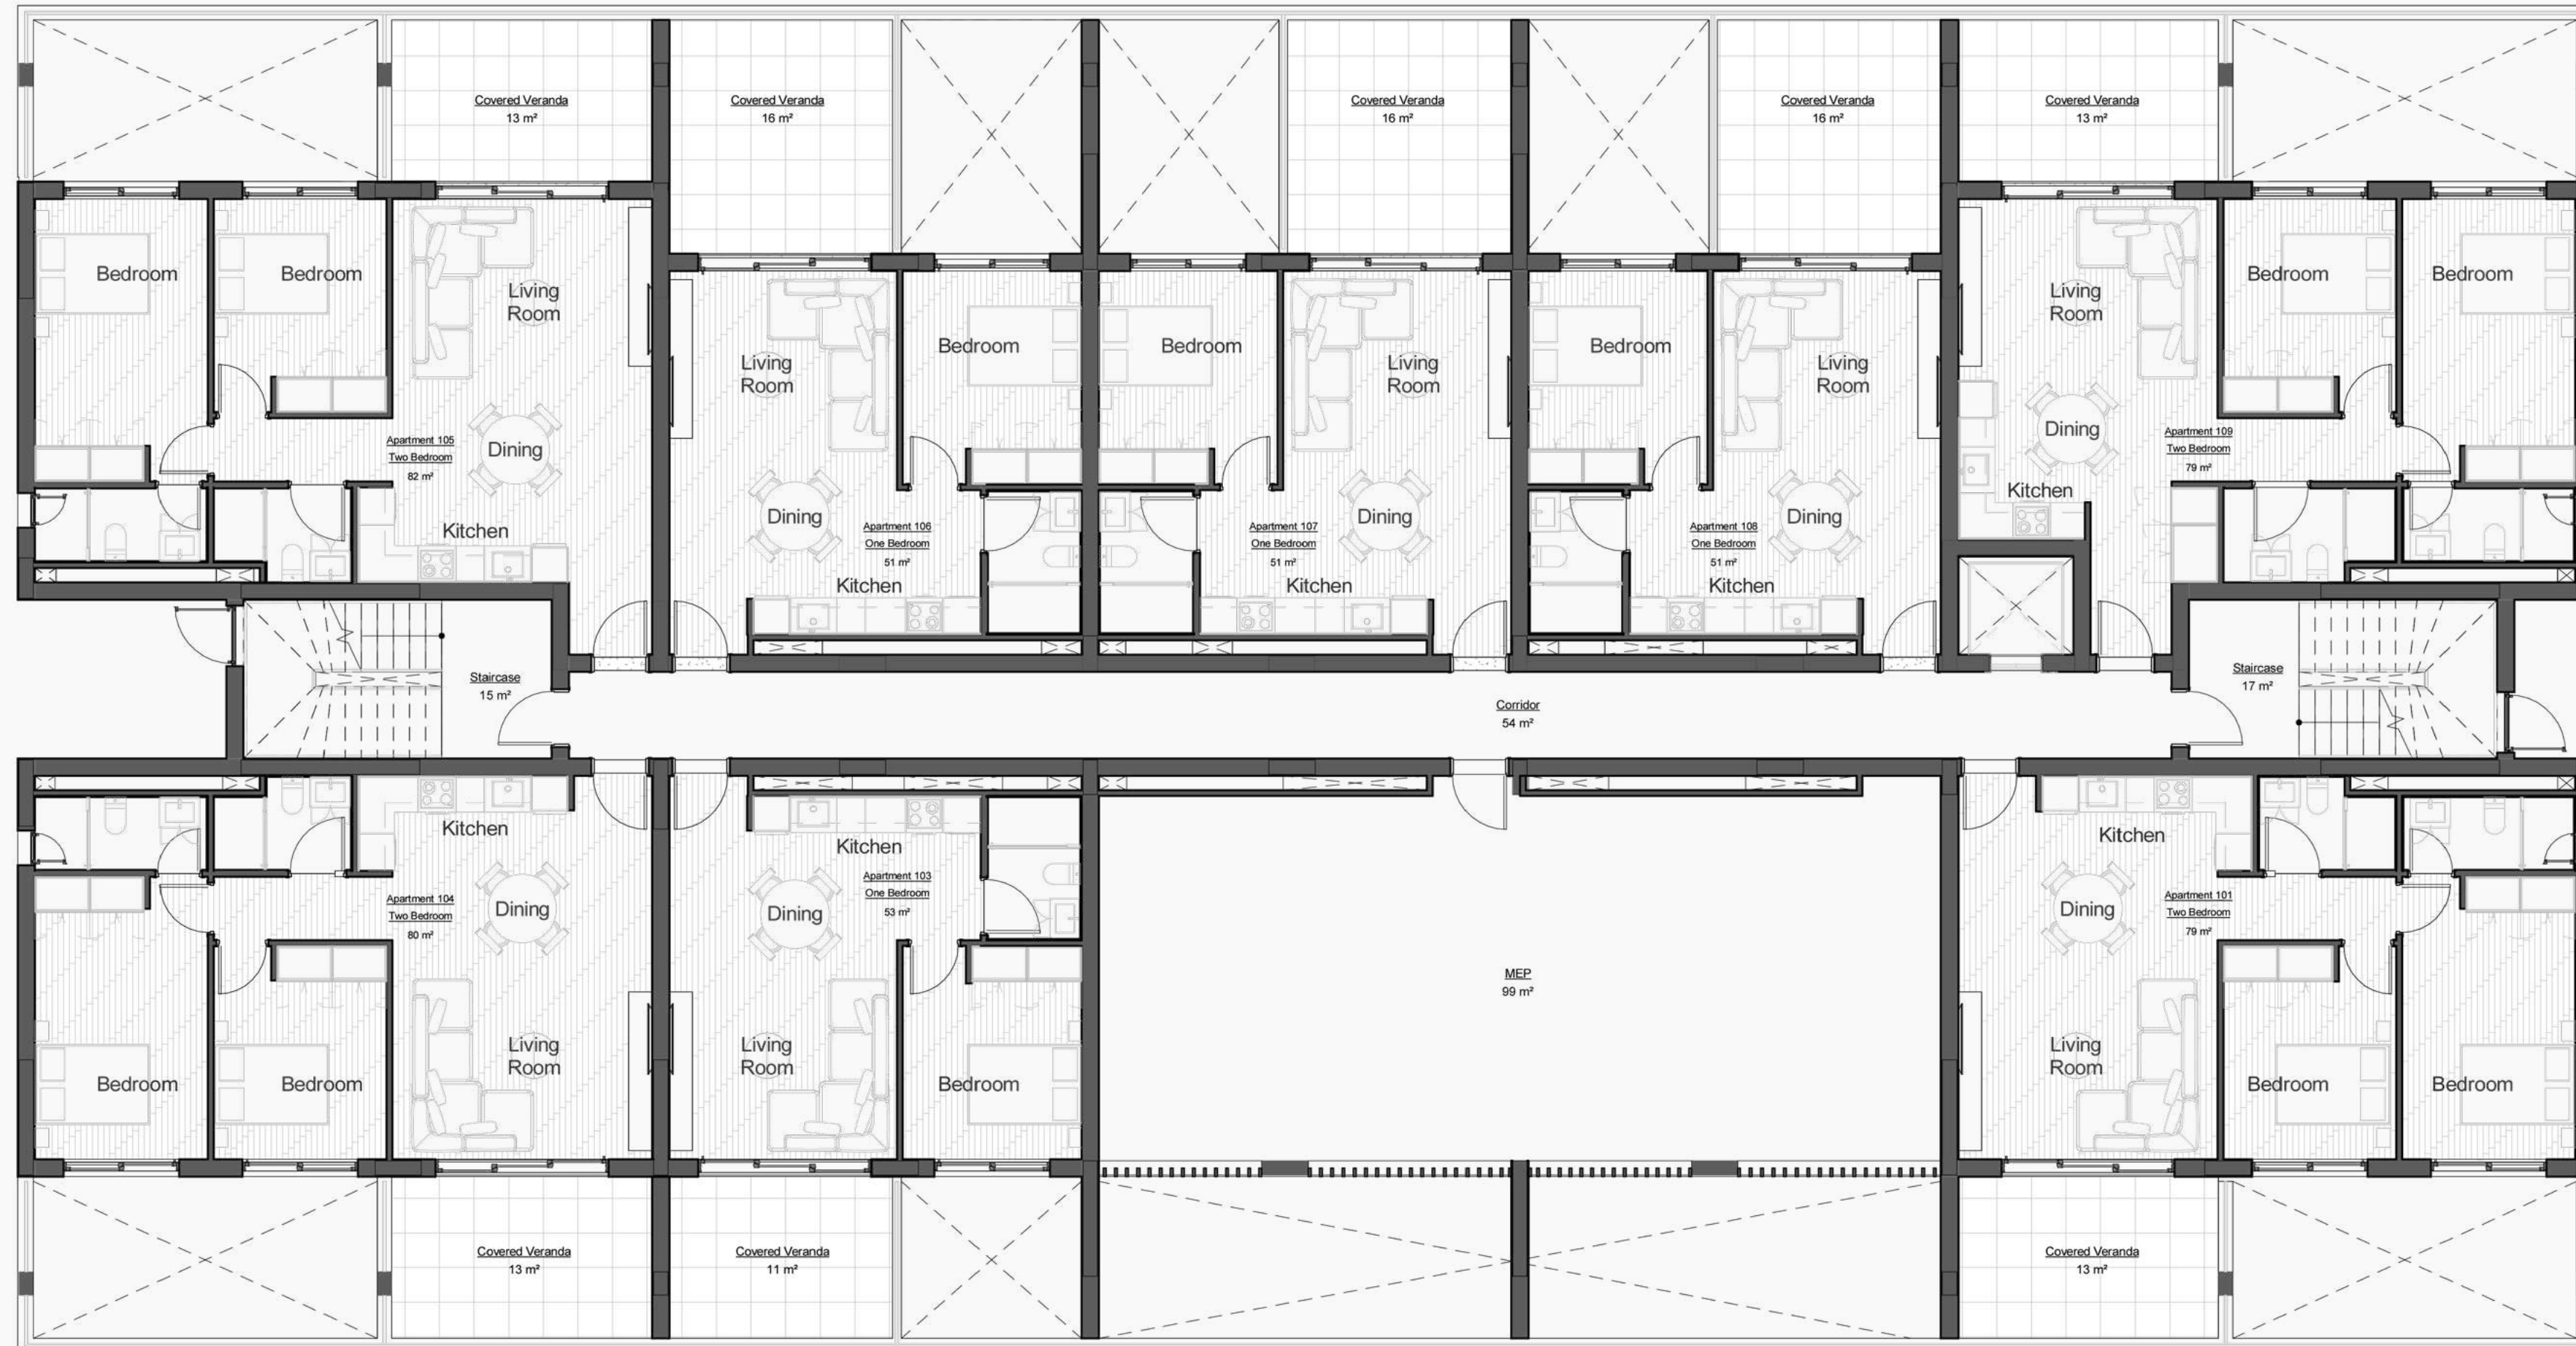 Covered Veranda
13 m²
Covered Veranda
16 m²
Covered Veranda
16 m²
Covered Veranda
16 m²
Covered Veranda
13 m²
Bedroom
Bedroom
Living
Room
Apartment 105
Two Bedroom
82 m²
Dining
Kitchen
Living
Room
Bedroom
Dining
Apartment 106
One Bedroom
51 m²
Kitchen
Bedroom
Living
Room
Apartment 107
One Bedroom
51 m²
Dining
Kitchen
Bedroom
Living
Room
Apartment 108
One Bedroom
51 m²
Dining
Kitchen
Living
Room
Bedroom
Bedroom
Dining
Apartment 109
Two Bedroom
79 m²
Kitchen
Staircase
15 m²
Corridor
54 m²
Staircase
17 m²
Kitchen
Apartment 104
Two Bedroom
80 m²
Dining
Living
Room
Bedroom
Bedroom
Kitchen
Apartment 103
One Bedroom
53 m²
Dining
Living
Room
Bedroom
MEP
99 m²
Kitchen
Dining
Apartment 101
Two Bedroom
79 m²
Living
Room
Bedroom
Bedroom
Covered Veranda
13 m²
Covered Veranda
11 m²
Covered Veranda
13 m²